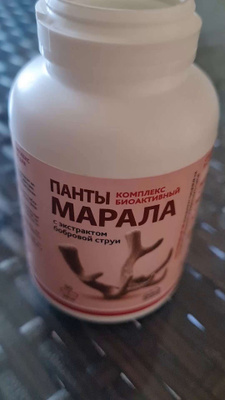 ПАНТЫ КОМПЛЕКС
БИОАКТИВНЫЙ
МАРАЛА
с экстрактом
бобровой струи